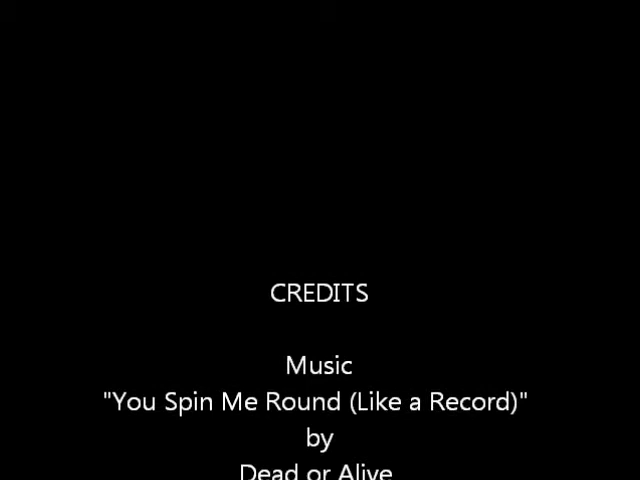 CREDITS
Music
"You Spin Me Round (Like a Record)"
by
Dead or Alive